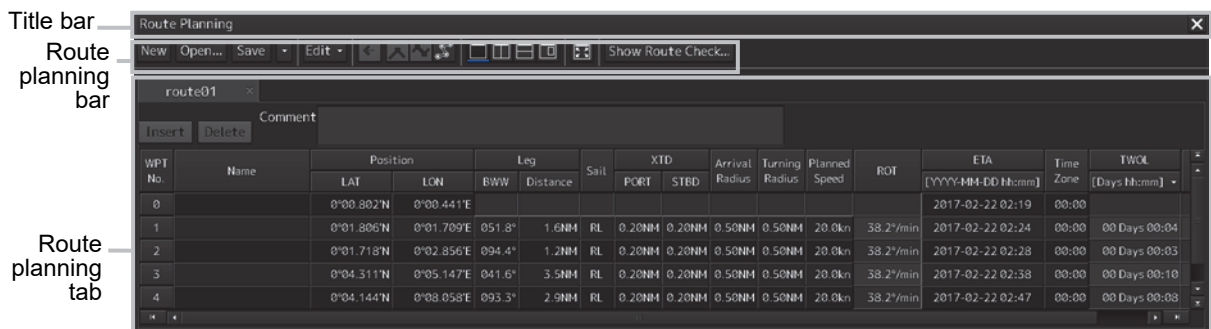 Title bar
Route Planning
Route planning bar
New Open... Save Edit Show Route Check...
Route planning tab
route01 ×
Comment
Insert Delete
WPT No. Name Position Leg Sail XTD Arrival Radius Turning Radius Planned Speed ROT ETA Time Zone TWOL
LAT LON BWW Distance PORT STBD [YYYY-MM-DD hh:mm] [Days hh:mm]
0 0°00.802'N 0°00.441'E 2017-02-22 02:19 00:00
1 0°01.806'N 0°01.709'E 051.8° 1.6NM RL 0.20NM 0.20NM 0.50NM 0.50NM 20.0kn 38.2°/min 2017-02-22 02:24 00:00 00 Days 00:04
2 0°01.718'N 0°02.856'E 094.4° 1.2NM RL 0.20NM 0.20NM 0.50NM 0.50NM 20.0kn 38.2°/min 2017-02-22 02:28 00:00 00 Days 00:03
3 0°04.311'N 0°05.147'E 041.6° 3.5NM RL 0.20NM 0.20NM 0.50NM 0.50NM 20.0kn 38.2°/min 2017-02-22 02:38 00:00 00 Days 00:10
4 0°04.144'N 0°08.058'E 093.3° 2.9NM RL 0.20NM 0.20NM 0.50NM 0.50NM 20.0kn 38.2°/min 2017-02-22 02:47 00:00 00 Days 00:08